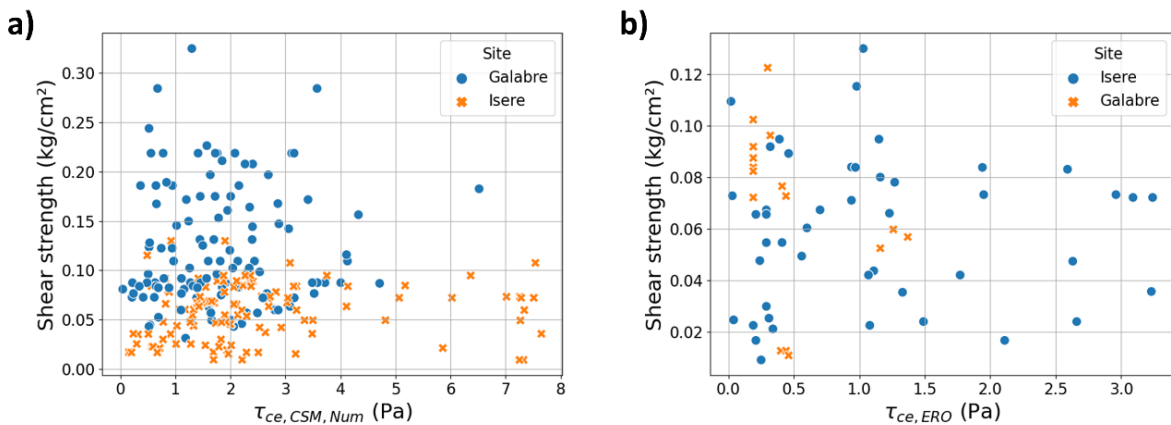 a)
Shear strength (kg/cm²)
0.30
0.25
0.20
0.15
0.10
0.05
0.00
Site
Galabre
Isere
0 1 2 3 4 5 6 7 8
τce,CSM,Num (Pa)
b)
Shear strength (kg/cm²)
0.12
0.10
0.08
0.06
0.04
0.02
Site
Isere
Galabre
0.0 0.5 1.0 1.5 2.0 2.5 3.0
τce,ERO (Pa)